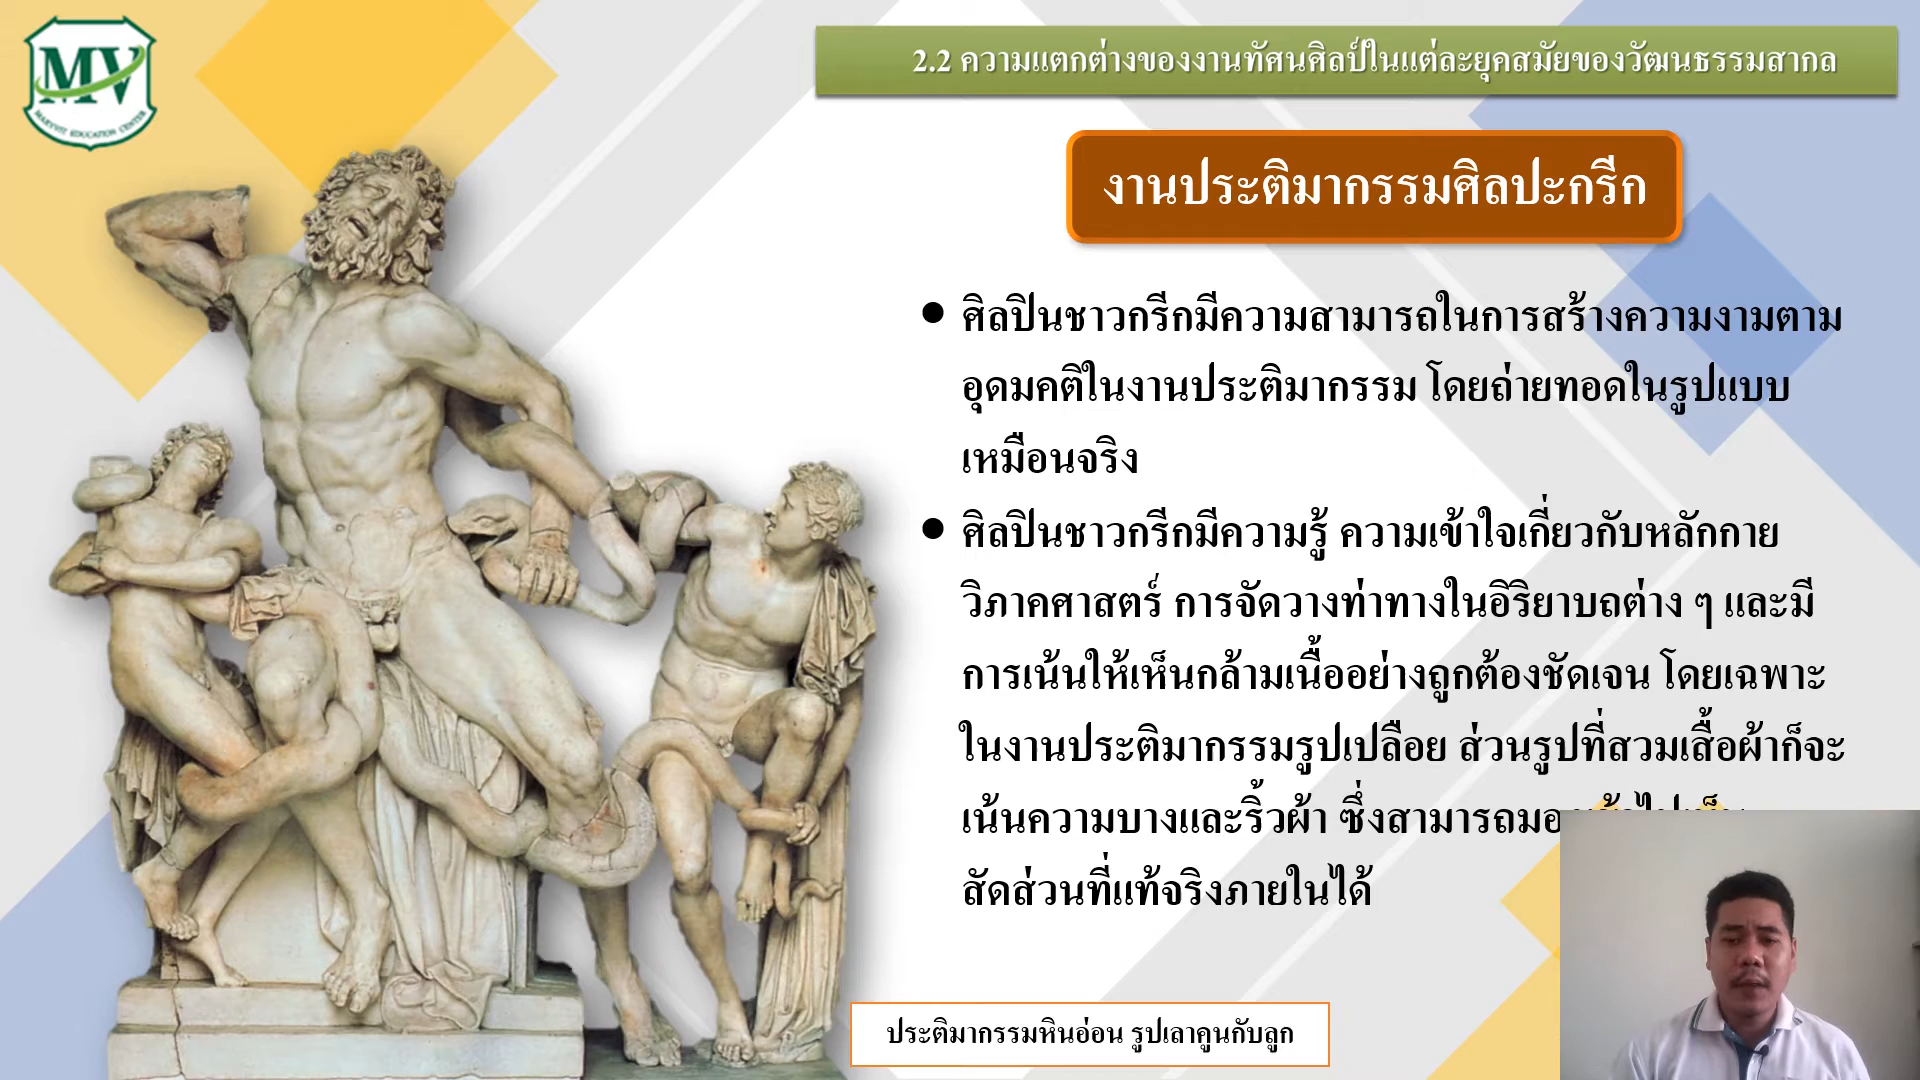 MV
MARYVIT EDUCATION CENTER
2.2 ความแตกต่างของงานทัศนศิลป์ในแต่ละยุคสมัยของวัฒนธรรมสากล
งานประติมากรรมศิลปะกรีก
• ศิลปินชาวกรีกมีความสามารถในการสร้างความงามตาม
อุดมคติในงานประติมากรรม โดยถ่ายทอดในรูปแบบ
เหมือนจริง
• ศิลปินชาวกรีกมีความรู้ ความเข้าใจเกี่ยวกับหลักกาย
วิภาคศาสตร์ การจัดวางท่าทางในอิริยาบถต่าง ๆ และมี
การเน้นให้เห็นกล้ามเนื้ออย่างถูกต้องชัดเจน โดยเฉพาะ
ในงานประติมากรรมรูปเปลือย ส่วนรูปที่สวมเสื้อผ้าก็จะ
เน้นความบางและริ้วผ้า ซึ่งสามารถ
สัดส่วนที่แท้จริงภายในได้
ประติมากรรมหินอ่อน รูปเลาคูนกับลูก